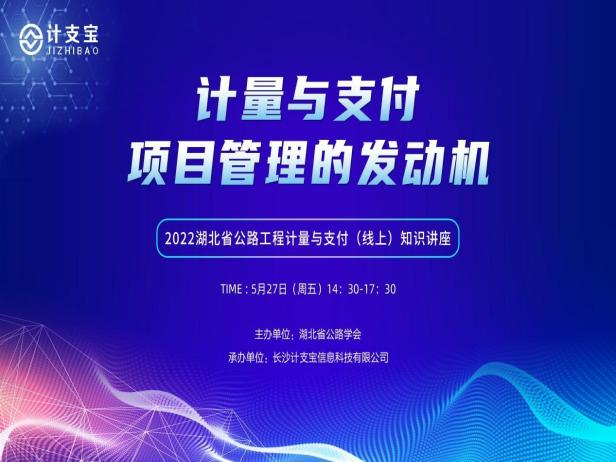 计支宝
JIZHIBAO
计量与支付
项目管理的发动机
2022湖北省公路工程计量与支付（线上）知识讲座
TIME：5月27日（周五）14：30-17：30
主办单位：湖北省公路学会
承办单位：长沙计支宝信息科技有限公司